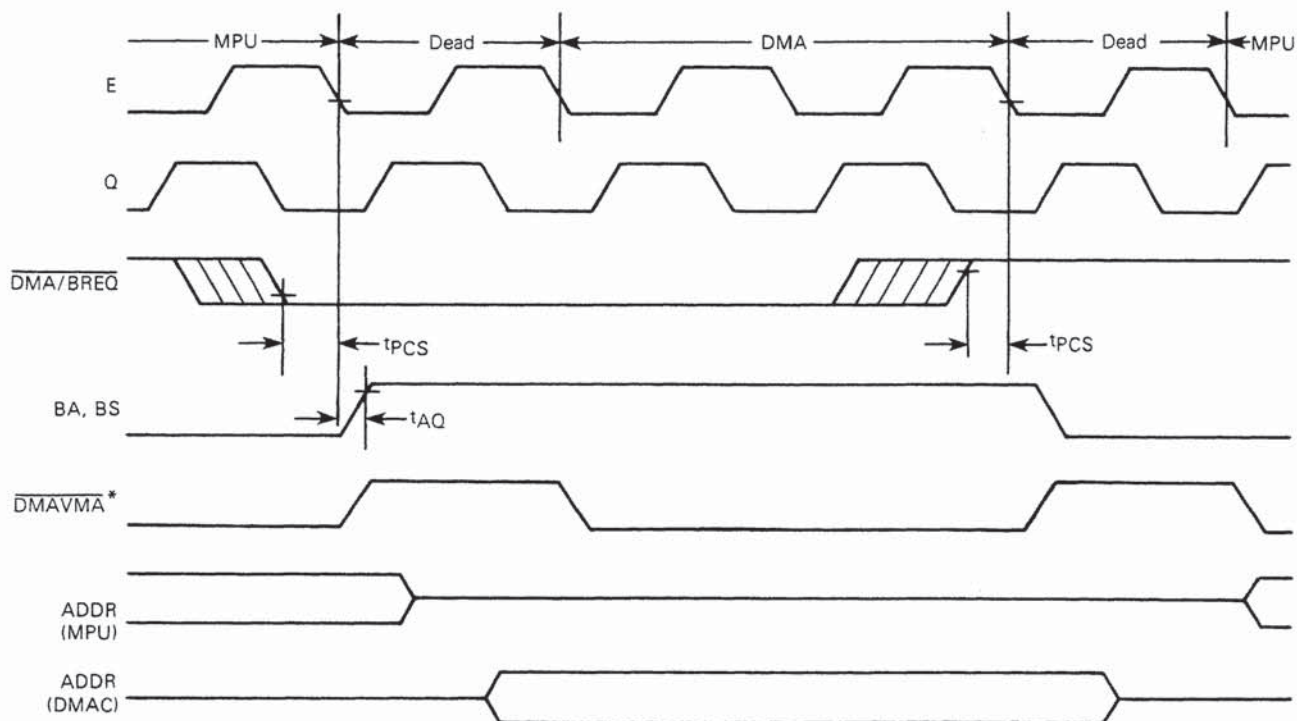 MPU Dead DMA Dead MPU
E
Q
DMA/BREQ
tPCS tPCS
BA, BS
tAQ
DMAVMA*
ADDR
(MPU)
ADDR
(DMAC)